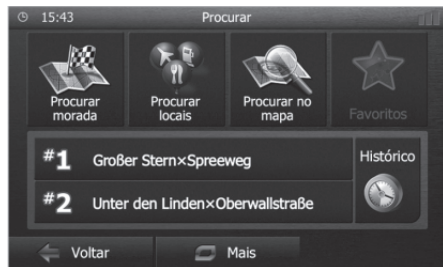 15:43 Procurar
Procurar morada
Procurar locais
Procurar no mapa
Favoritos
#1 Großer Stern×Spreeweg
Histórico
#2 Unter den Linden×Oberwallstraße
Voltar
Mais